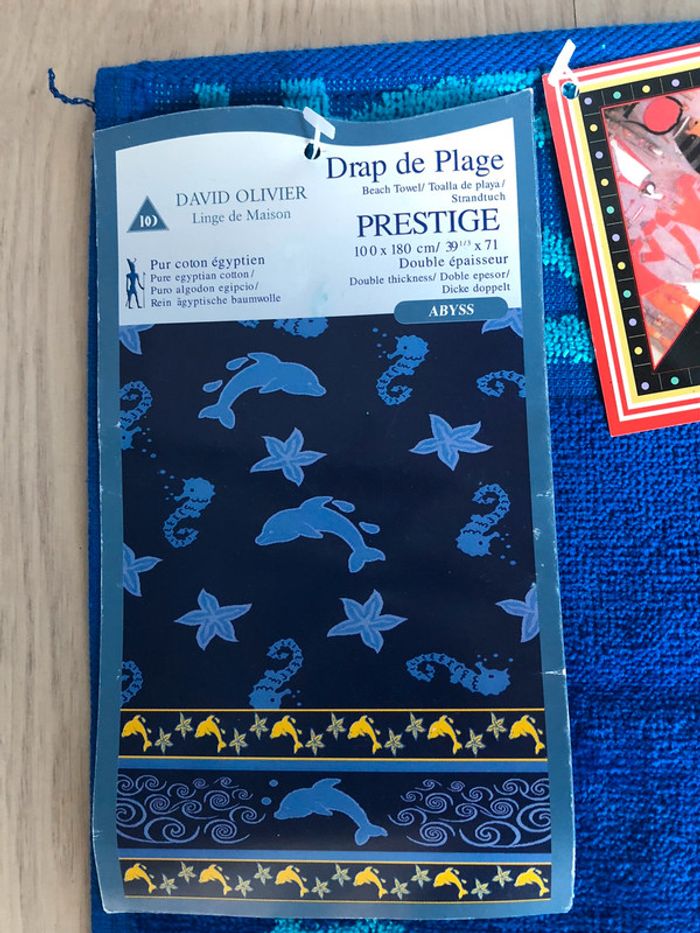 Drap de Plage
Beach Towel/ Toalla de playa/
Strandtuch
DAVID OLIVIER
Linge de Maison
PRESTIGE
100 x 180 cm/ 39 1/3 x 71
Double épaisseur
Double thickness/ Doble epesor/
Dicke doppelt
Pur coton égyptien
Pure egyptian cotton/
Puro algodon egipcio/
Rein ägyptische baumwolle
ABYSS